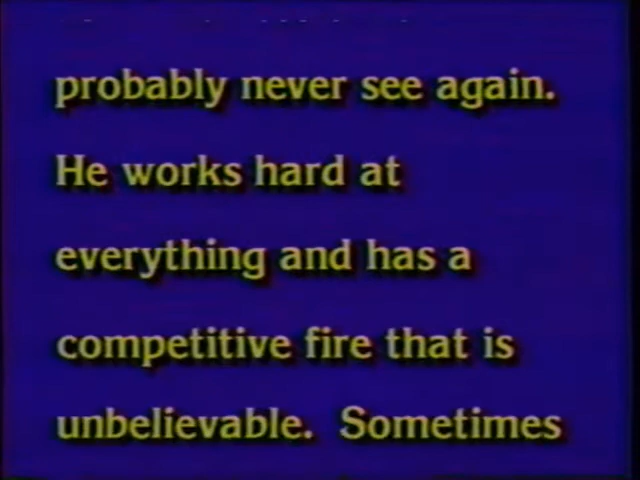 probably never see again.
He works hard at
everything and has a
competitive fire that is
unbelievable. Sometimes